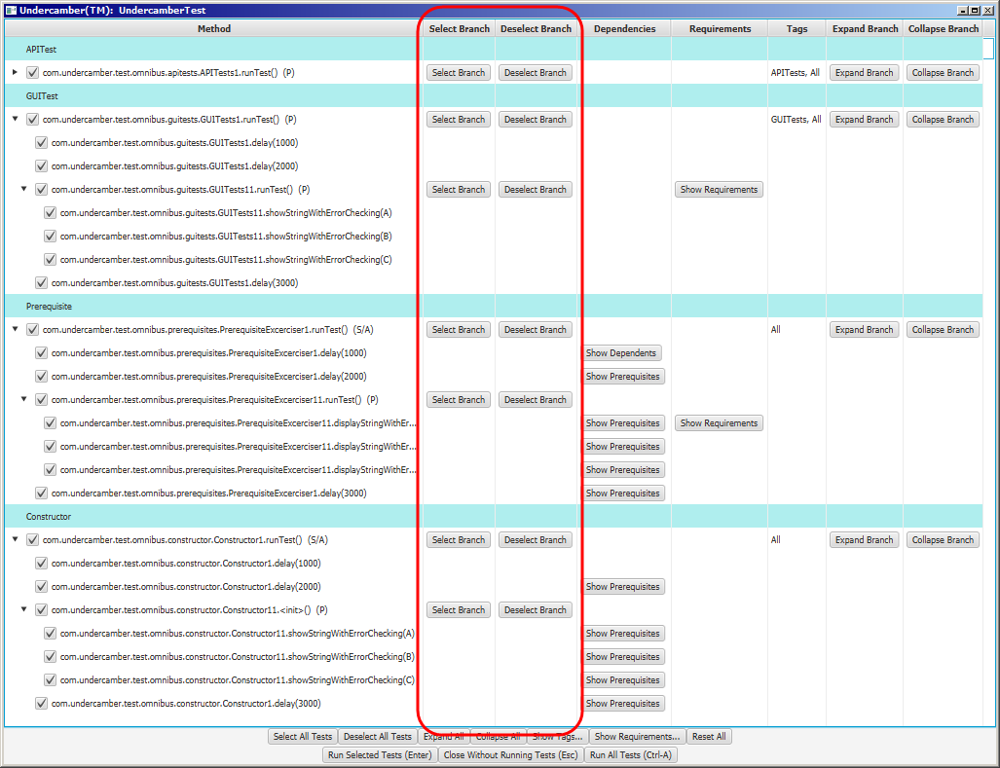 Undercamber(TM): UndercamberTest
Method Select Branch Deselect Branch Dependencies Requirements Tags Expand Branch Collapse Branch
APITest
com.undercamber.test.omnibus.apitests.APITests1.runTest() (P) Select Branch Deselect Branch APITests, All Expand Branch Collapse Branch
GUITest
com.undercamber.test.omnibus.guitests.GUITests1.runTest() (P) Select Branch Deselect Branch GUITests, All Expand Branch Collapse Branch
com.undercamber.test.omnibus.guitests.GUITests1.delay(1000)
com.undercamber.test.omnibus.guitests.GUITests1.delay(2000)
com.undercamber.test.omnibus.guitests.GUITests11.runTest() (P) Select Branch Deselect Branch Show Requirements
com.undercamber.test.omnibus.guitests.GUITests11.showStringWithErrorChecking(A)
com.undercamber.test.omnibus.guitests.GUITests11.showStringWithErrorChecking(B)
com.undercamber.test.omnibus.guitests.GUITests11.showStringWithErrorChecking(C)
com.undercamber.test.omnibus.guitests.GUITests1.delay(3000)
Prerequisite
com.undercamber.test.omnibus.prerequisites.PrerequisiteExcerciser1.runTest() (S/A) Select Branch Deselect Branch All Expand Branch Collapse Branch
com.undercamber.test.omnibus.prerequisites.PrerequisiteExcerciser1.delay(1000) Show Dependents
com.undercamber.test.omnibus.prerequisites.PrerequisiteExcerciser1.delay(2000) Show Prerequisites
com.undercamber.test.omnibus.prerequisites.PrerequisiteExcerciser11.runTest() (P) Select Branch Deselect Branch
com.undercamber.test.omnibus.prerequisites.PrerequisiteExcerciser11.displayStringWithEr... Show Prerequisites Show Requirements
com.undercamber.test.omnibus.prerequisites.PrerequisiteExcerciser11.displayStringWithEr... Show Prerequisites
com.undercamber.test.omnibus.prerequisites.PrerequisiteExcerciser11.displayStringWithEr... Show Prerequisites
com.undercamber.test.omnibus.prerequisites.PrerequisiteExcerciser1.delay(3000) Show Prerequisites
Constructor
com.undercamber.test.omnibus.constructor.Constructor1.runTest() (S/A) Select Branch Deselect Branch All Expand Branch Collapse Branch
com.undercamber.test.omnibus.constructor.Constructor1.delay(1000)
com.undercamber.test.omnibus.constructor.Constructor1.delay(2000) Show Prerequisites
com.undercamber.test.omnibus.constructor.Constructor11.<init>() (P) Select Branch Deselect Branch
com.undercamber.test.omnibus.constructor.Constructor11.showStringWithErrorChecking(A) Show Prerequisites
com.undercamber.test.omnibus.constructor.Constructor11.showStringWithErrorChecking(B) Show Prerequisites
com.undercamber.test.omnibus.constructor.Constructor11.showStringWithErrorChecking(C) Show Prerequisites
com.undercamber.test.omnibus.constructor.Constructor1.delay(3000) Show Prerequisites
Select All Tests Deselect All Tests Expand All Collapse All Show Tags... Show Requirements... Reset All
Run Selected Tests (Enter) Close Without Running Tests (Esc) Run All Tests (Ctrl-A)